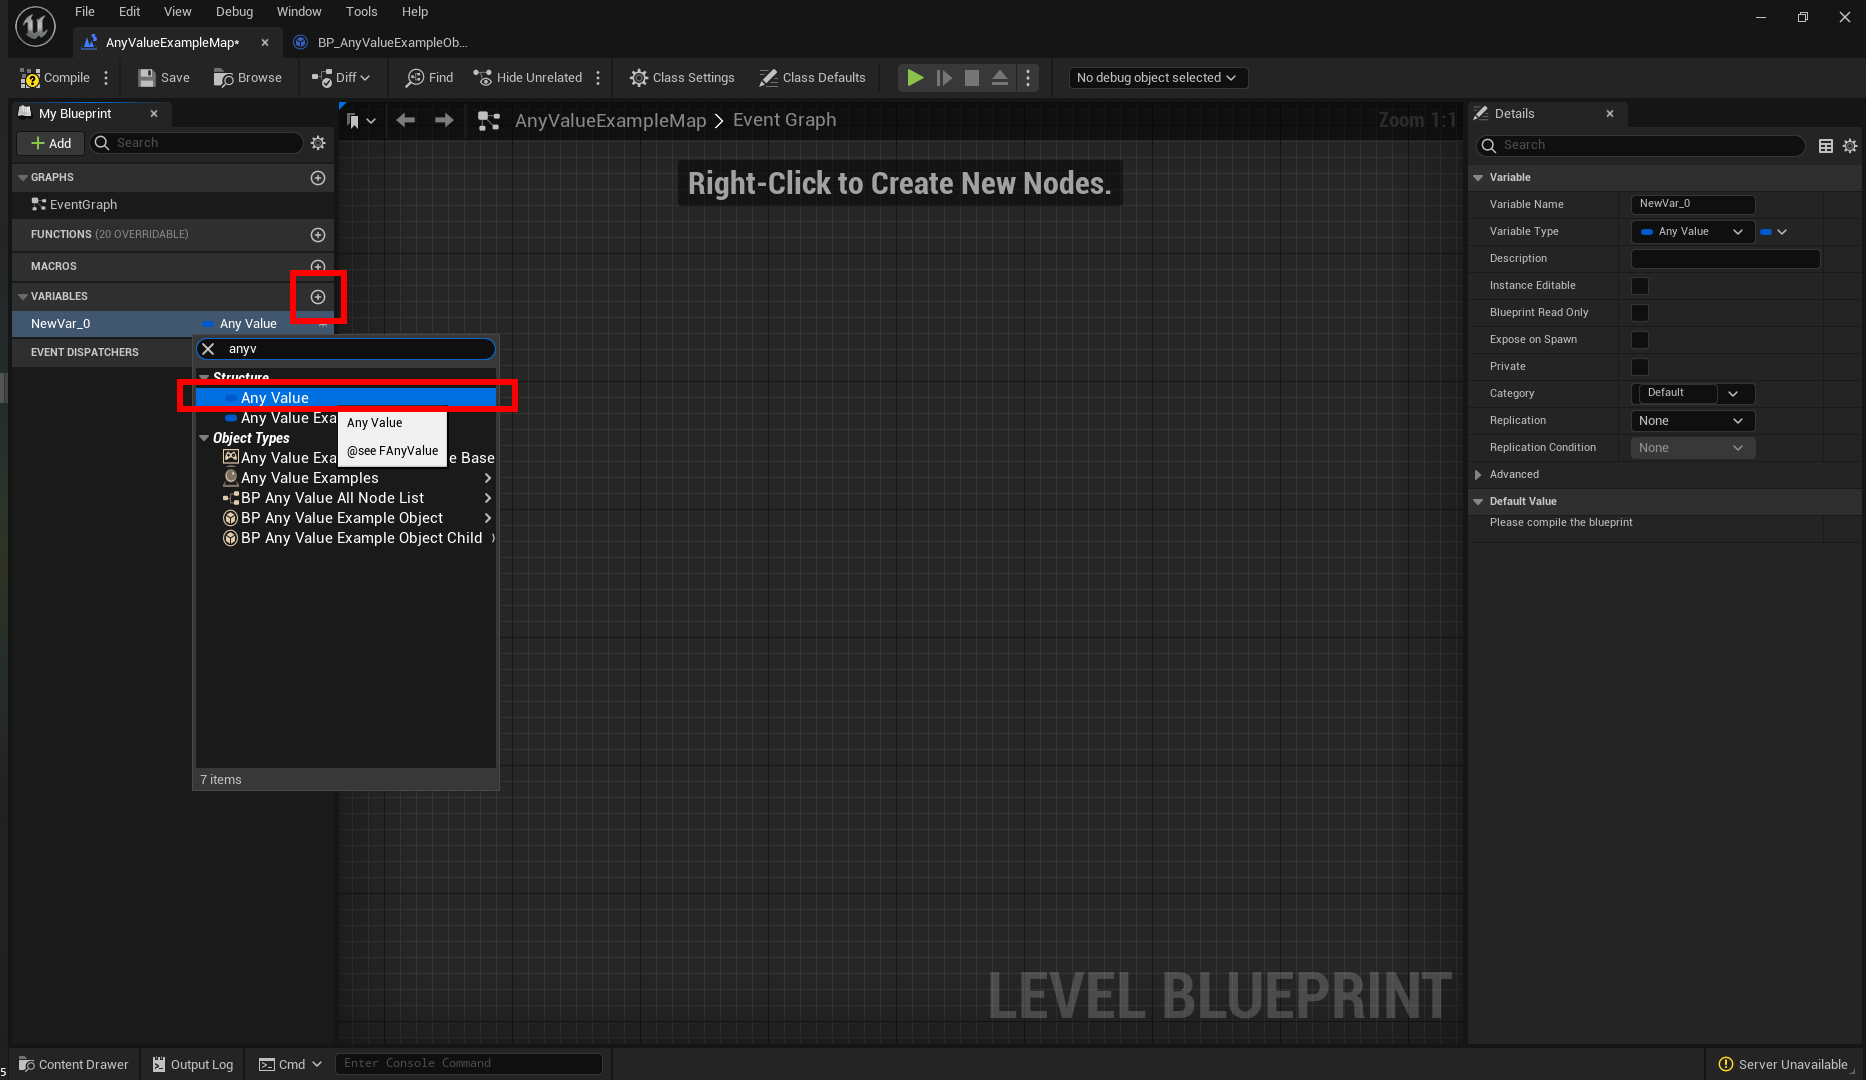 File Edit View Debug Window Tools Help
AnyValueExampleMap*
BP_AnyValueExampleOb...
Compile Save Browse Diff Find Hide Unrelated Class Settings Class Defaults No debug object selected
My Blueprint
Add Search
GRAPHS
EventGraph
FUNCTIONS (20 OVERRIDABLE)
MACROS
VARIABLES
NewVar_0 Any Value
EVENT DISPATCHERS
anyv
Structure
Any Value
Any Value Exa
Any Value
@see FAnyValue
Object Types
Any Value Exa e Base
Any Value Examples
BP Any Value All Node List
BP Any Value Example Object
BP Any Value Example Object Child
7 items
AnyValueExampleMap > Event Graph
Zoom 1:1
Right-Click to Create New Nodes.
LEVEL BLUEPRINT
Details
Search
Variable
Variable Name NewVar_0
Variable Type Any Value
Description
Instance Editable
Blueprint Read Only
Expose on Spawn
Private
Category Default
Replication None
Replication Condition None
Advanced
Default Value
Please compile the blueprint
5
Content Drawer Output Log Cmd Enter Console Command Server Unavailable